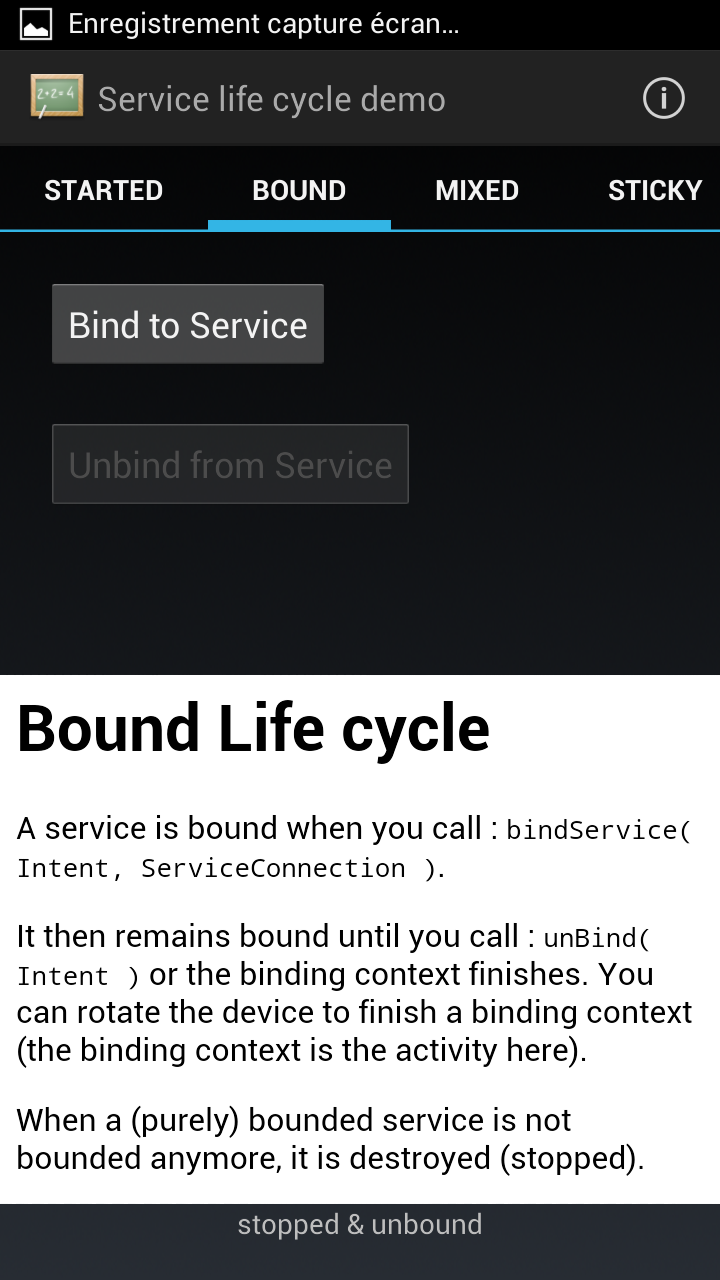 Enregistrement capture écran…
2+2=4
Service life cycle demo
STARTED BOUND MIXED STICKY
Bind to Service
Unbind from Service
Bound Life cycle
A service is bound when you call : bindService(
Intent, ServiceConnection ).
It then remains bound until you call : unBind(
Intent ) or the binding context finishes. You
can rotate the device to finish a binding context
(the binding context is the activity here).
When a (purely) bounded service is not
bounded anymore, it is destroyed (stopped).
stopped & unbound